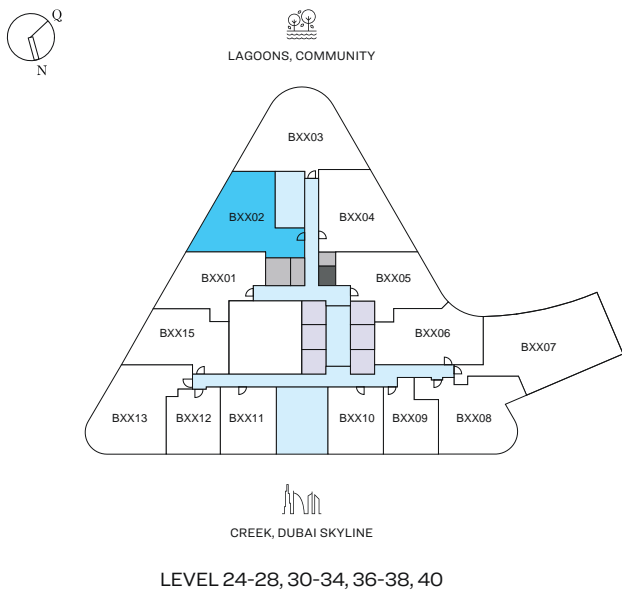 Q
N
LAGOONS, COMMUNITY
BXX03
BXX02
BXX04
BXX01
BXX05
BXX15
BXX06
BXX07
BXX13
BXX12
BXX11
BXX10
BXX09
BXX08
CREEK, DUBAI SKYLINE
LEVEL 24-28, 30-34, 36-38, 40